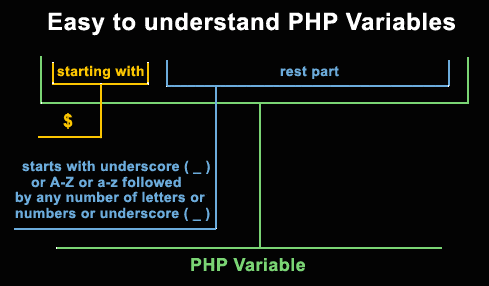 Easy to understand PHP Variables
starting with
rest part
$
starts with underscore ( _ )
or A-Z or a-z followed
by any number of letters or
numbers or underscore ( _ )
PHP Variable